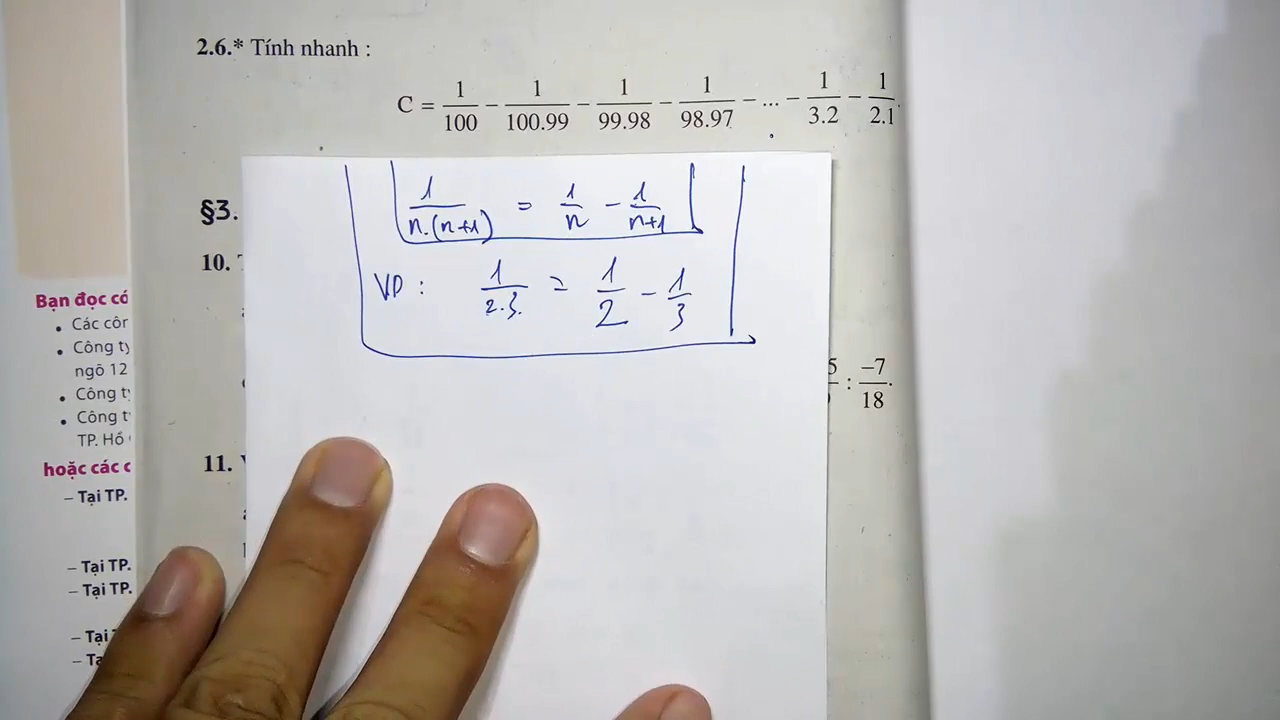 2.6.* Tính nhanh :
C = 1/100 − 1/100.99 − 1/99.98 − 1/98.97 − ... − 1/3.2 − 1/2.1.
1/n.(n+1) = 1/n − 1/n+1
VD : 1/2.3. = 1/2 − 1/3
§3.
10.
: −7/18.
11.
Bạn đọc có
• Các côn
• Công ty
ngõ 12
• Công t
• Công t
TP. Hồ
hoặc các c
– Tại TP.
– Tại TP.
– Tại TP.
– Tại
– Tạ